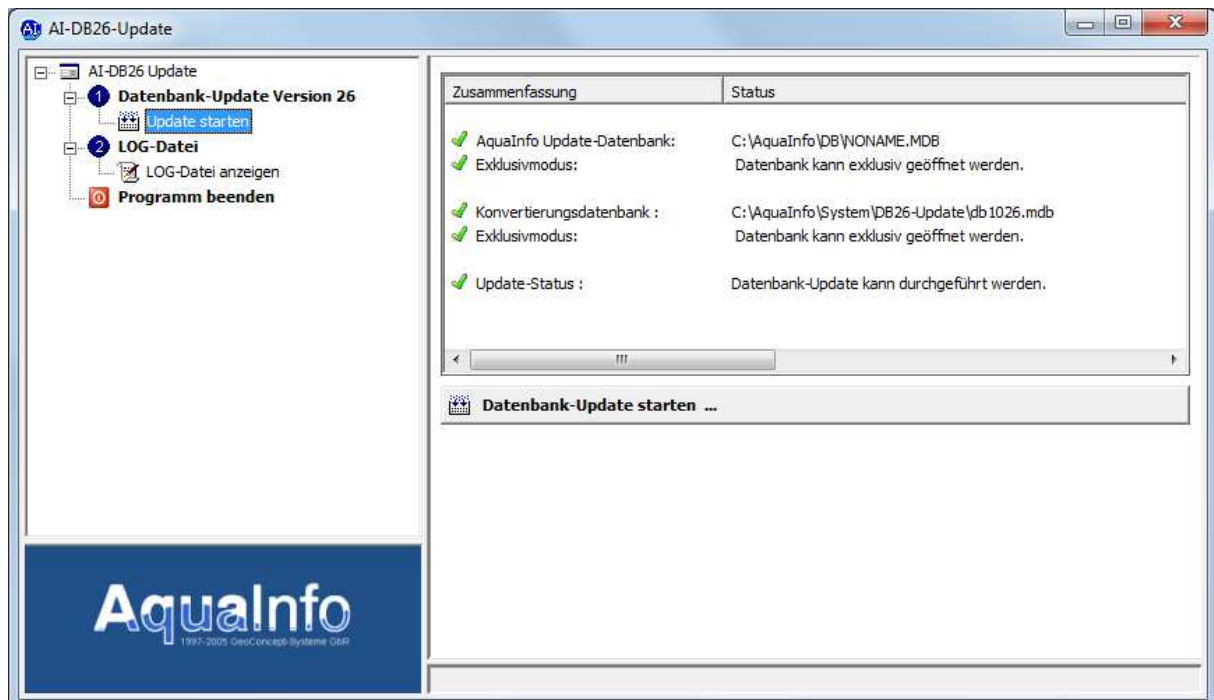 AI-DB26-Update
AI-DB26 Update
1 Datenbank-Update Version 26
Update starten
2 LOG-Datei
LOG-Datei anzeigen
Programm beenden
AquaInfo
1997-2005 GeoConcept-Systeme GbR
Zusammenfassung Status
AquaInfo Update-Datenbank: C:\AquaInfo\DB\NONAME.MDB
Exklusivmodus: Datenbank kann exklusiv geöffnet werden.
Konvertierungsdatenbank : C:\AquaInfo\System\DB26-Update\db1026.mdb
Exklusivmodus: Datenbank kann exklusiv geöffnet werden.
Update-Status : Datenbank-Update kann durchgeführt werden.
Datenbank-Update starten ...